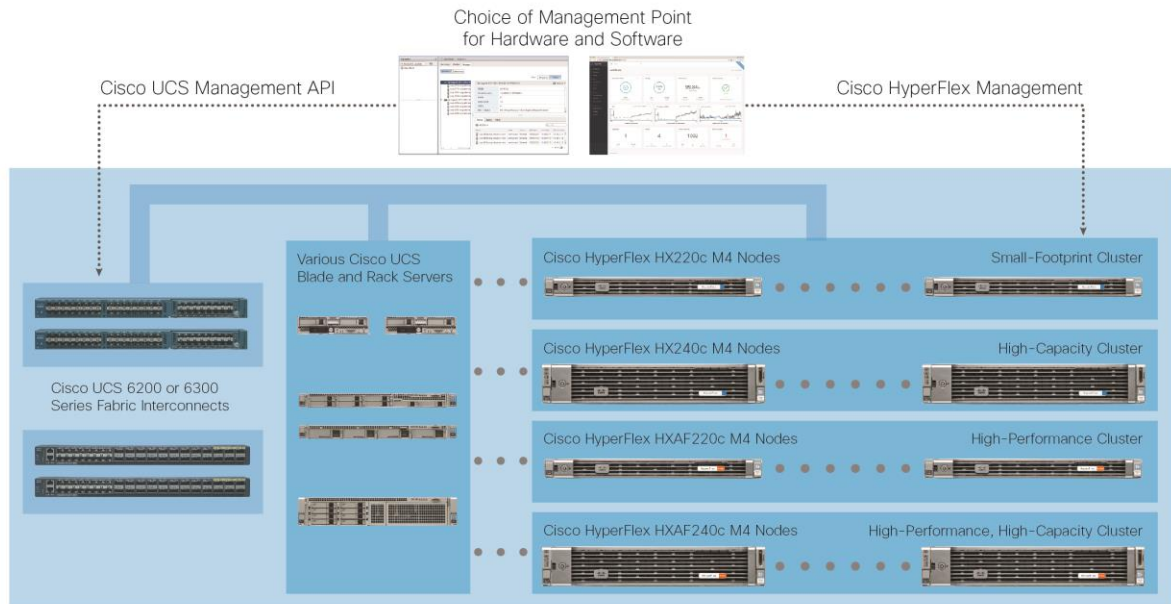 Choice of Management Point
for Hardware and Software
Cisco UCS Management API
Cisco HyperFlex Management
Various Cisco UCS
Blade and Rack Servers
Cisco HyperFlex HX220c M4 Nodes
Small-Footprint Cluster
Cisco HyperFlex HX240c M4 Nodes
High-Capacity Cluster
Cisco UCS 6200 or 6300
Series Fabric Interconnects
Cisco HyperFlex HXAF220c M4 Nodes
High-Performance Cluster
Cisco HyperFlex HXAF240c M4 Nodes
High-Performance, High-Capacity Cluster